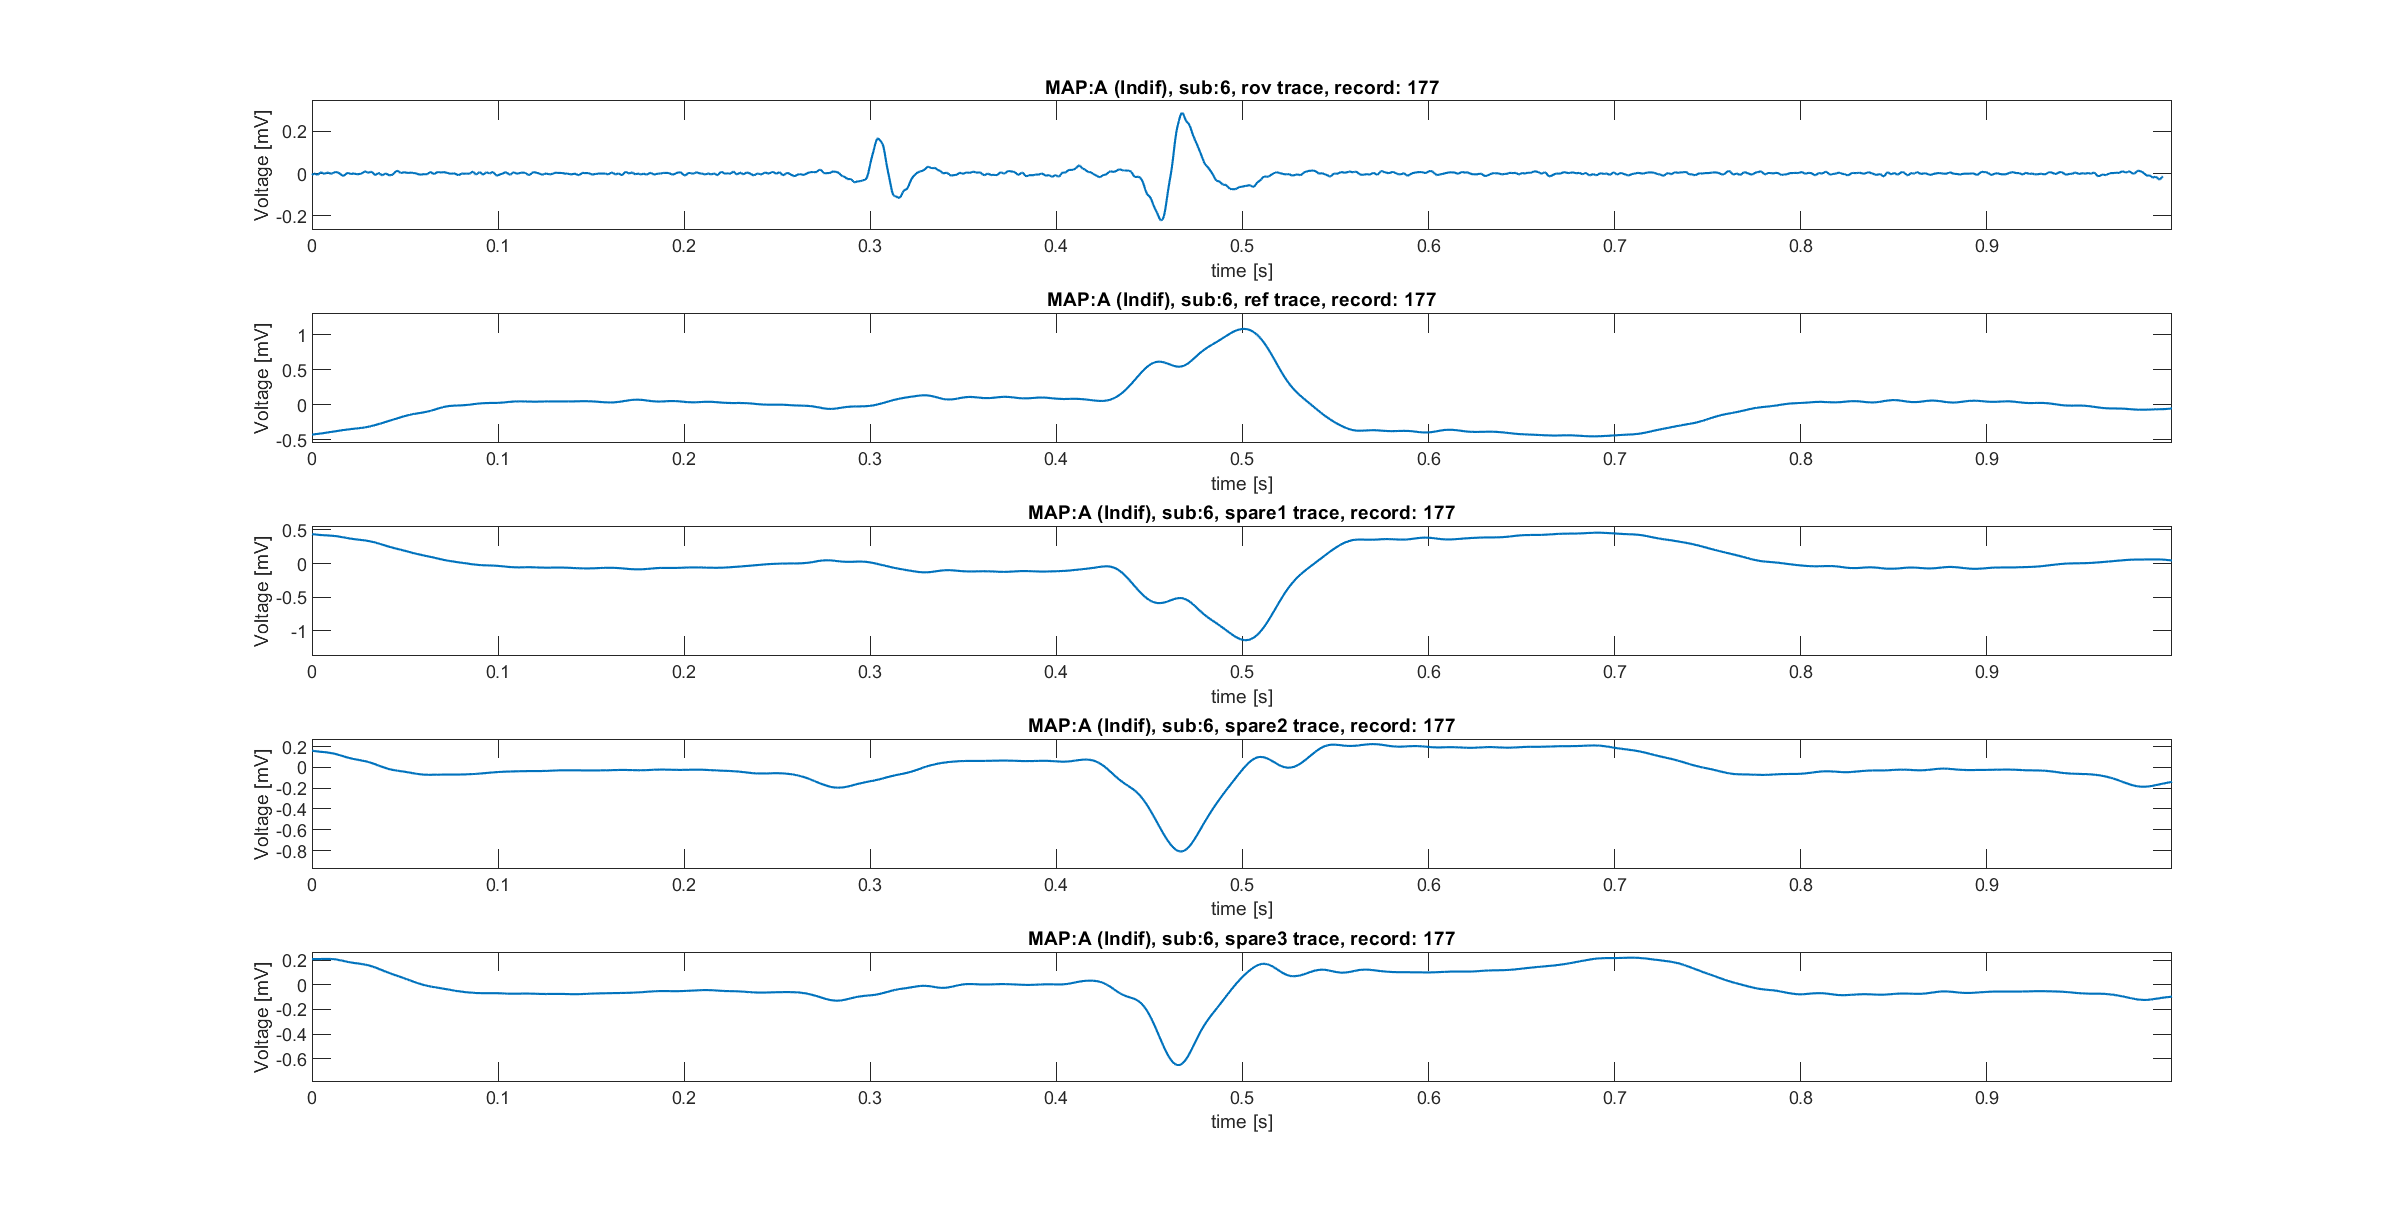 MAP:A (Indif), sub:6, rov trace, record: 177
Voltage [mV]
0.2
0
-0.2
0 0.1 0.2 0.3 0.4 0.5 0.6 0.7 0.8 0.9
time [s]
MAP:A (Indif), sub:6, ref trace, record: 177
Voltage [mV]
1
0.5
0
-0.5
0 0.1 0.2 0.3 0.4 0.5 0.6 0.7 0.8 0.9
time [s]
MAP:A (Indif), sub:6, spare1 trace, record: 177
Voltage [mV]
0.5
0
-0.5
-1
0 0.1 0.2 0.3 0.4 0.5 0.6 0.7 0.8 0.9
time [s]
MAP:A (Indif), sub:6, spare2 trace, record: 177
Voltage [mV]
0.2
0
-0.2
-0.4
-0.6
-0.8
0 0.1 0.2 0.3 0.4 0.5 0.6 0.7 0.8 0.9
time [s]
MAP:A (Indif), sub:6, spare3 trace, record: 177
Voltage [mV]
0.2
0
-0.2
-0.4
-0.6
0 0.1 0.2 0.3 0.4 0.5 0.6 0.7 0.8 0.9
time [s]